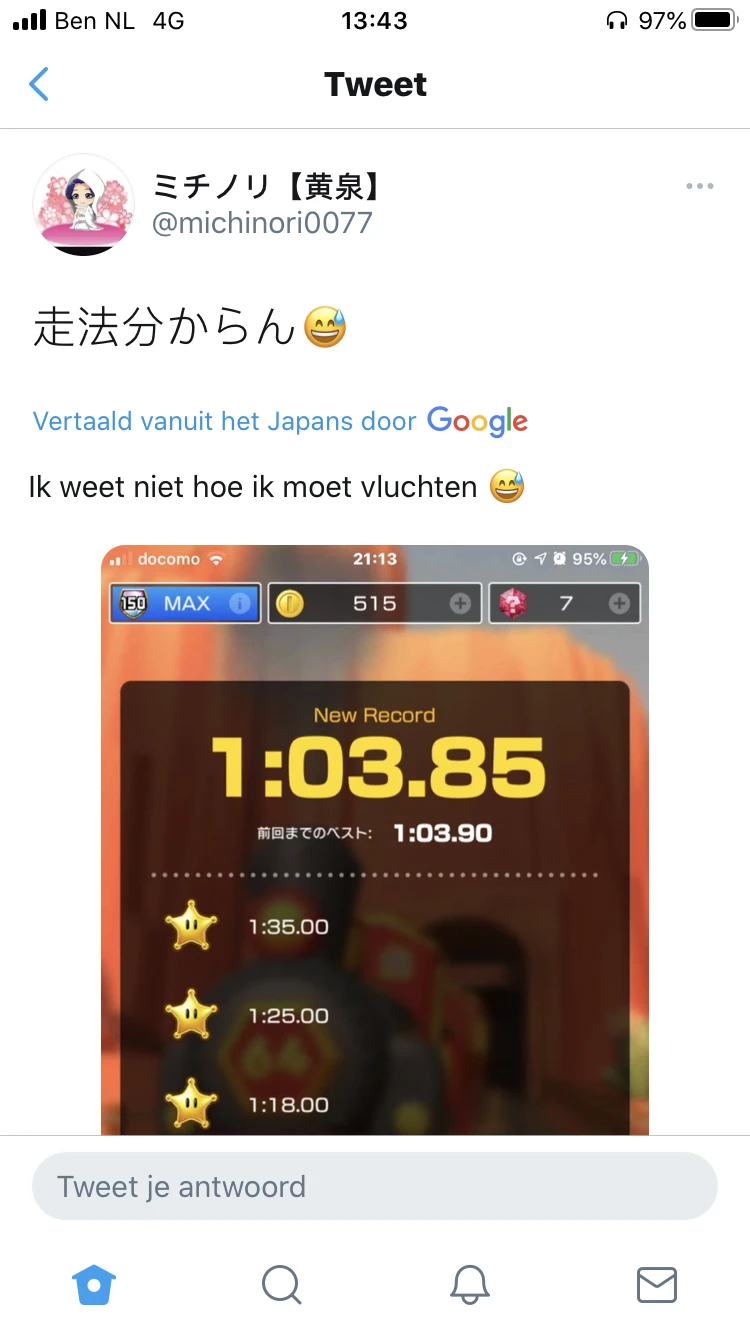 Ben NL 4G 13:43 97%
Tweet
ミチノリ【黄泉】
@michinori0077
走法分からん😅
Vertaald vanuit het Japans door Google
Ik weet niet hoe ik moet vluchten 😅
docomo 21:13 95%
150 MAX i 515 + ? 7 +
New Record
1:03.85
前回までのベスト: 1:03.90
1:35.00
1:25.00
64
1:18.00
Tweet je antwoord